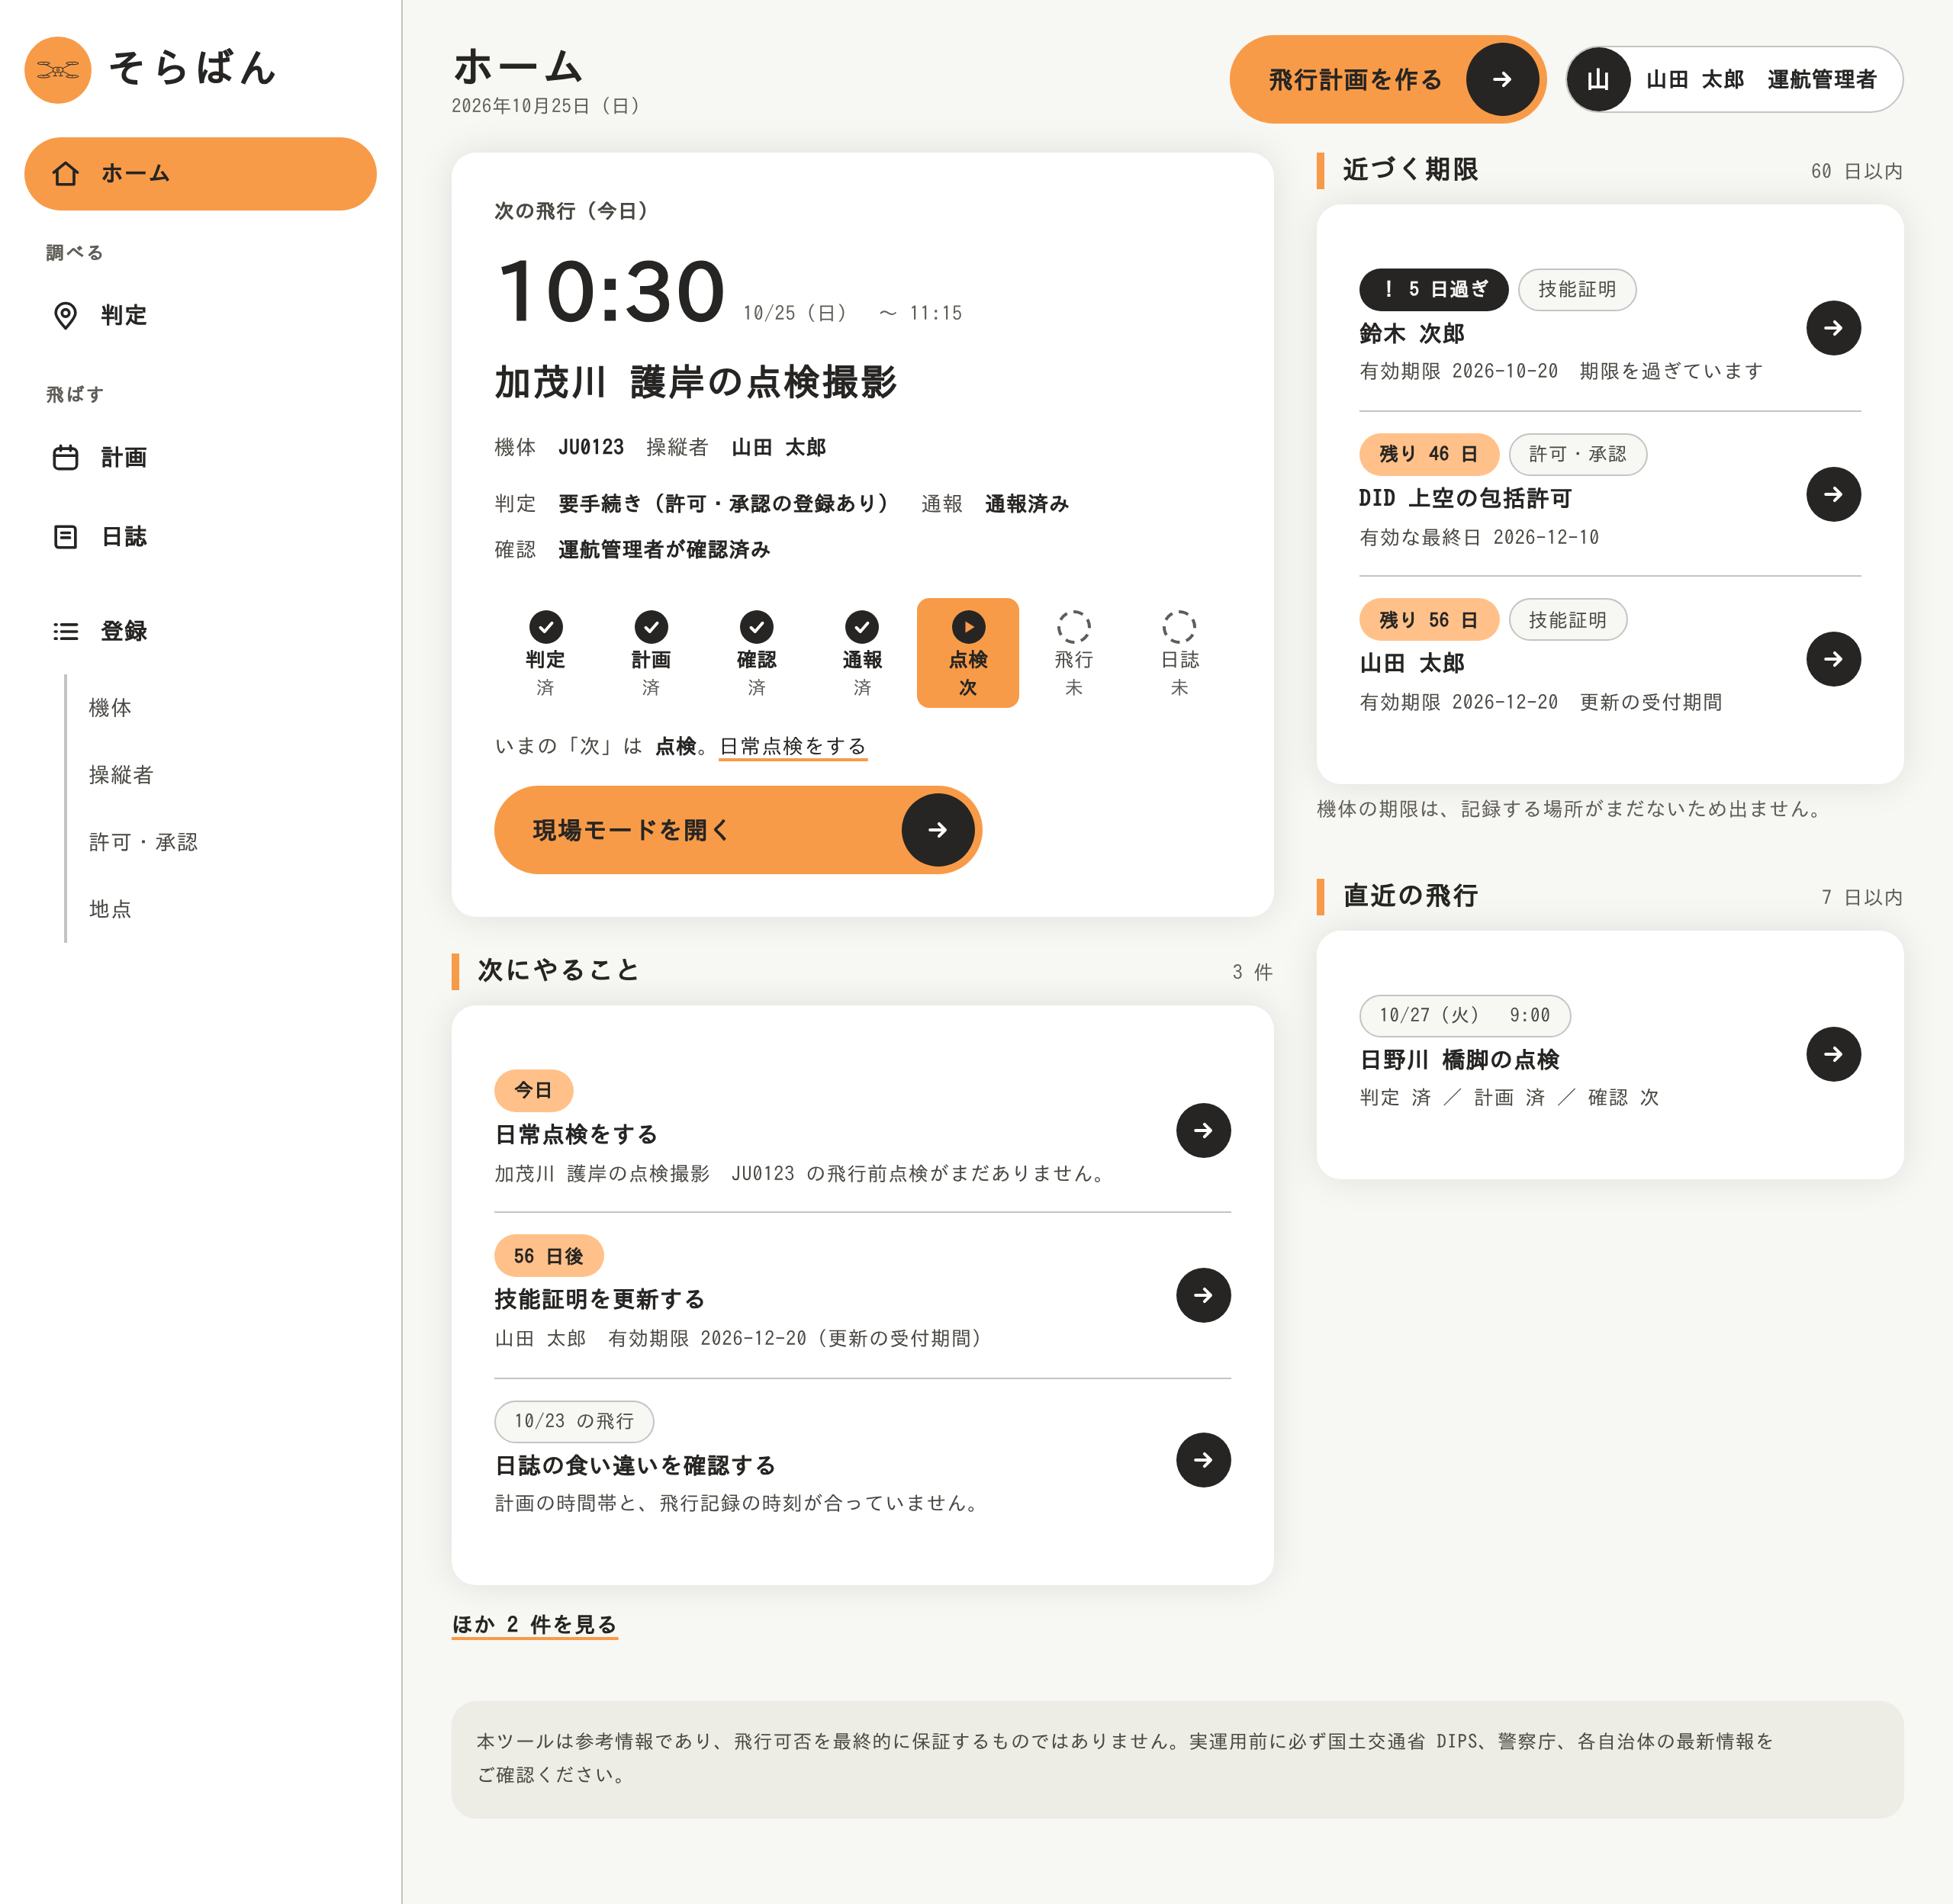 そらばん
ホーム
調べる
判定
飛ばす
計画
日誌
登録
機体
操縦者
許可・承認
地点
ホーム
2026年10月25日（日）
飛行計画を作る
山 山田 太郎　運航管理者
次の飛行（今日）
10:30 10/25（日）　～ 11:15
加茂川 護岸の点検撮影
機体　JU0123　操縦者　山田 太郎
判定　要手続き（許可・承認の登録あり）　通報　通報済み
確認　運航管理者が確認済み
判定 計画 確認 通報 点検 飛行 日誌
済 済 済 済 次 未 未
いまの「次」は 点検。日常点検をする
現場モードを開く
次にやること 3 件
今日
日常点検をする
加茂川 護岸の点検撮影　JU0123 の飛行前点検がまだありません。
56 日後
技能証明を更新する
山田 太郎　有効期限 2026-12-20（更新の受付期間）
10/23 の飛行
日誌の食い違いを確認する
計画の時間帯と、飛行記録の時刻が合っていません。
ほか 2 件を見る
近づく期限 60 日以内
！ 5 日過ぎ 技能証明
鈴木 次郎
有効期限 2026-10-20　期限を過ぎています
残り 46 日 許可・承認
DID 上空の包括許可
有効な最終日 2026-12-10
残り 56 日 技能証明
山田 太郎
有効期限 2026-12-20　更新の受付期間
機体の期限は、記録する場所がまだないため出ません。
直近の飛行 7 日以内
10/27（火）　9:00
日野川 橋脚の点検
判定 済 ／ 計画 済 ／ 確認 次
本ツールは参考情報であり、飛行可否を最終的に保証するものではありません。実運用前に必ず国土交通省 DIPS、警察庁、各自治体の最新情報を
ご確認ください。